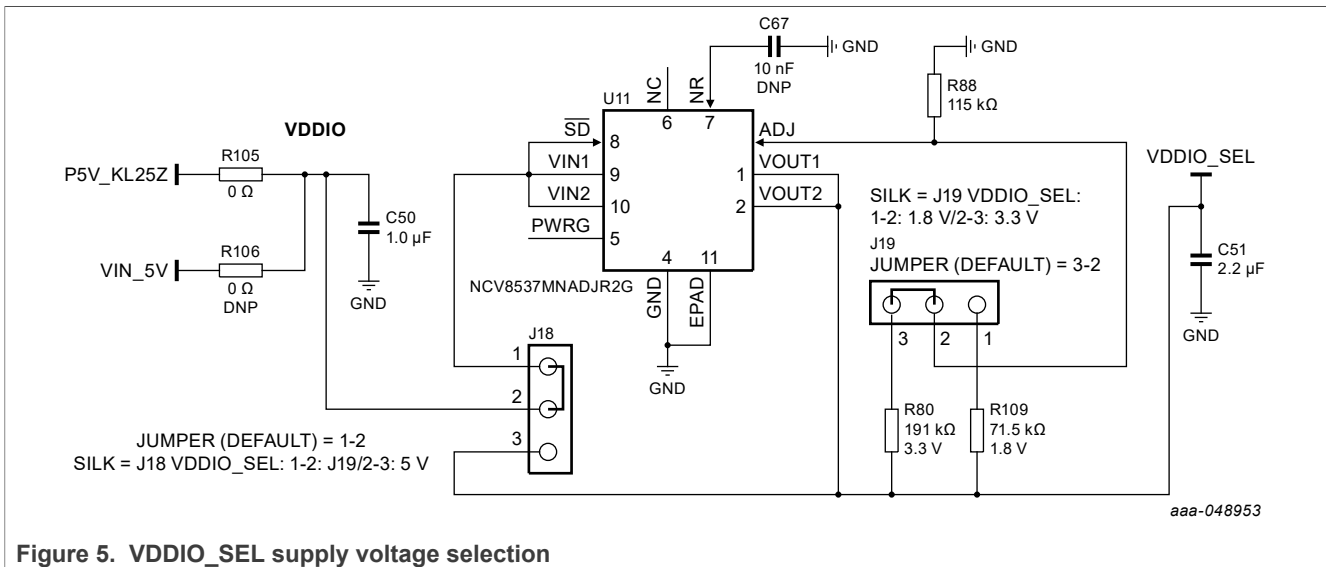 C67
10 nF
DNP
GND
GND
R88
115 kΩ
U11
NC
NR
6
7
VDDIO
SD
8
ADJ
P5V_KL25Z
R105
0 Ω
VIN1
9
VOUT1
1
VDDIO_SEL
VIN2
10
VOUT2
2
SILK = J19 VDDIO_SEL:
1-2: 1.8 V/2-3: 3.3 V
C50
1.0 µF
PWRG
5
J19
JUMPER (DEFAULT) = 3-2
C51
2.2 µF
VIN_5V
R106
0 Ω
DNP
GND
4
11
NCV8537MNADJR2G
GND
EPAD
GND
3
2
1
GND
J18
1
2
3
R80
191 kΩ
3.3 V
R109
71.5 kΩ
1.8 V
JUMPER (DEFAULT) = 1-2
SILK = J18 VDDIO_SEL: 1-2: J19/2-3: 5 V
aaa-048953
Figure 5. VDDIO_SEL supply voltage selection